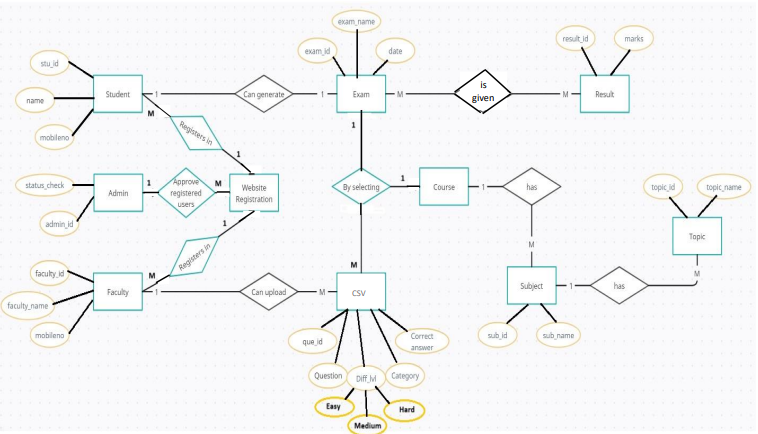 exam_name
exam_id
date
result_id
marks
stu_id
name
mobileno
Student
1
Can generate
1
Exam
M
is
given
M
Result
M
Registers in
1
1
status_check
admin_id
Admin
1
Approve
registered
users
M
Website
Registration
By selecting
1
Course
1
has
M
topic_id
topic_name
Topic
M
1
Registers in
M
faculty_id
faculty_name
mobileno
Faculty
1
Can upload
M
M
CSV
Subject
1
has
sub_id
sub_name
que_id
Correct
answer
Question
Diff_lvl
Category
Easy
Medium
Hard